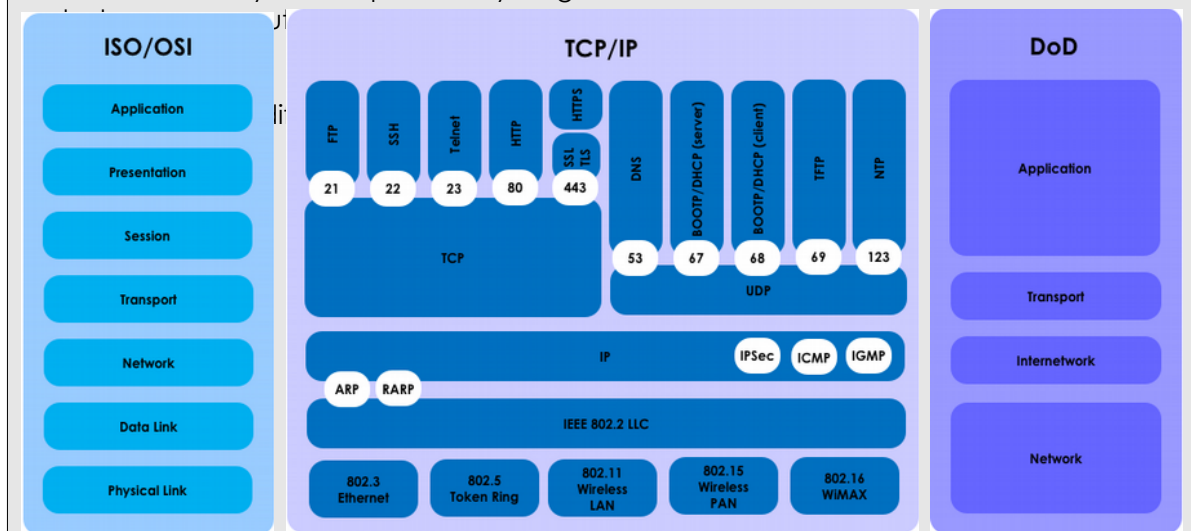 ISO/OSI
Application
Presentation
Session
Transport
Network
Data Link
Physical Link
TCP/IP
FTP
SSH
Telnet
HTTP
HTTPS
SSL
TLS
DNS
BOOTP/DHCP (server)
BOOTP/DHCP (client)
TFTP
NTP
21
22
23
80
443
53
67
68
69
123
TCP
UDP
IP
IPSec
ICMP
IGMP
ARP
RARP
IEEE 802.2 LLC
802.3
Ethernet
802.5
Token Ring
802.11
Wireless
LAN
802.15
Wireless
PAN
802.16
WiMAX
DoD
Application
Transport
Internetwork
Network